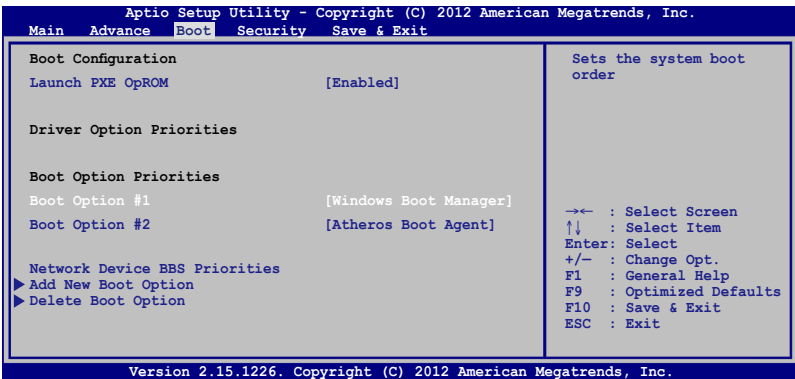 Aptio Setup Utility - Copyright (C) 2012 American Megatrends, Inc.
Main Advance Boot Security Save & Exit
Boot Configuration
Launch PXE OpROM [Enabled]
Driver Option Priorities
Boot Option Priorities
Boot Option #1 [Windows Boot Manager]
Boot Option #2 [Atheros Boot Agent]
Network Device BBS Priorities
Add New Boot Option
Delete Boot Option
Sets the system boot
order
→← : Select Screen
↑↓ : Select Item
Enter: Select
+/— : Change Opt.
F1 : General Help
F9 : Optimized Defaults
F10 : Save & Exit
ESC : Exit
Version 2.15.1226. Copyright (C) 2012 American Megatrends, Inc.